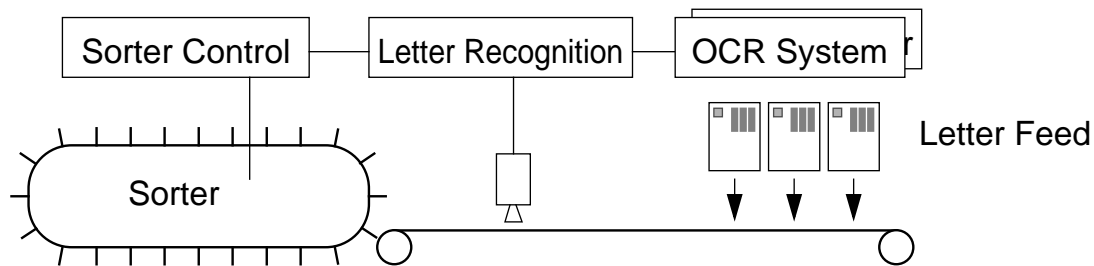 Sorter Control
Letter Recognition
OCR System
Letter Feed
Sorter